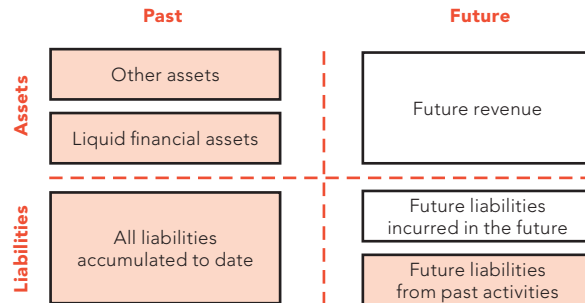 Past
Future
Assets
Other assets
Liquid financial assets
Future revenue
Liabilities
All liabilities
accumulated to date
Future liabilities
incurred in the future
Future liabilities
from past activities